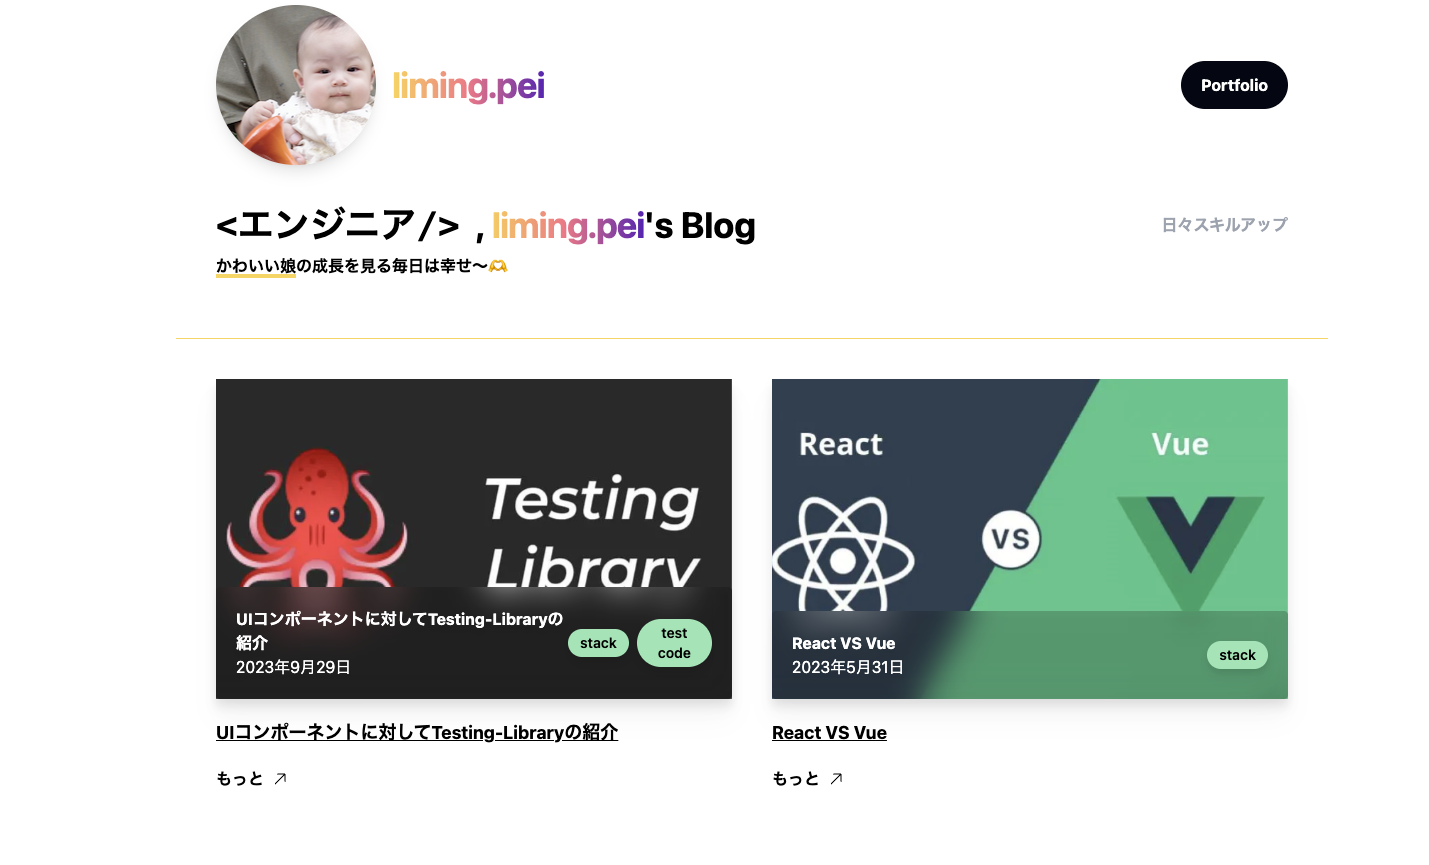 liming.pei
Portfolio
<エンジニア/> , liming.pei's Blog
日々スキルアップ
かわいい娘の成長を見る毎日は幸せ〜🫶
Testing
Library
UIコンポーネントに対してTesting-Libraryの
紹介
2023年9月29日
stack
test
code
UIコンポーネントに対してTesting-Libraryの紹介
もっと
React
Vue
VS
React VS Vue
2023年5月31日
stack
React VS Vue
もっと